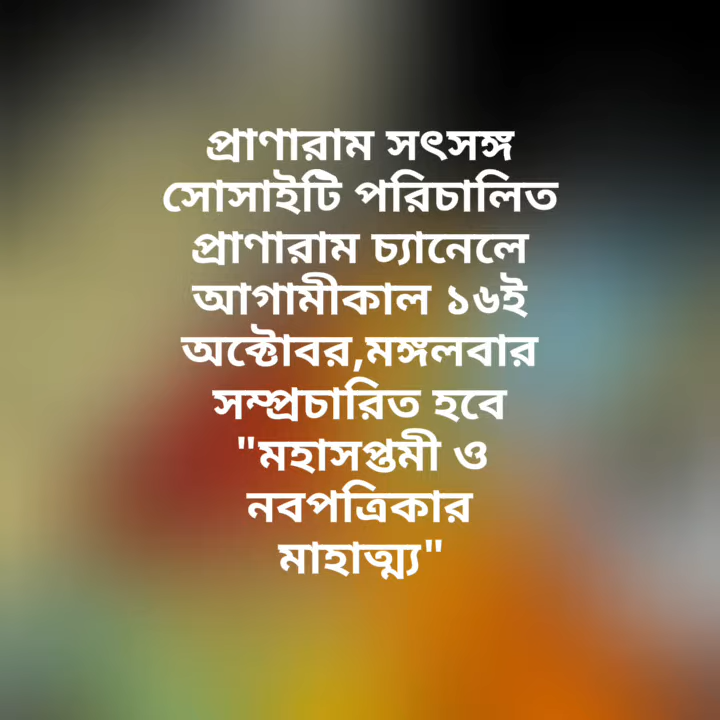 প্রাণারাম সৎসঙ্গ
সোসাইটি পরিচালিত
প্রাণারাম চ্যানেলে
আগামীকাল ১৬ই
অক্টোবর,মঙ্গলবার
সম্প্রচারিত হবে
"মহাসপ্তমী ও
নবপত্রিকার
মাহাত্ম্য"